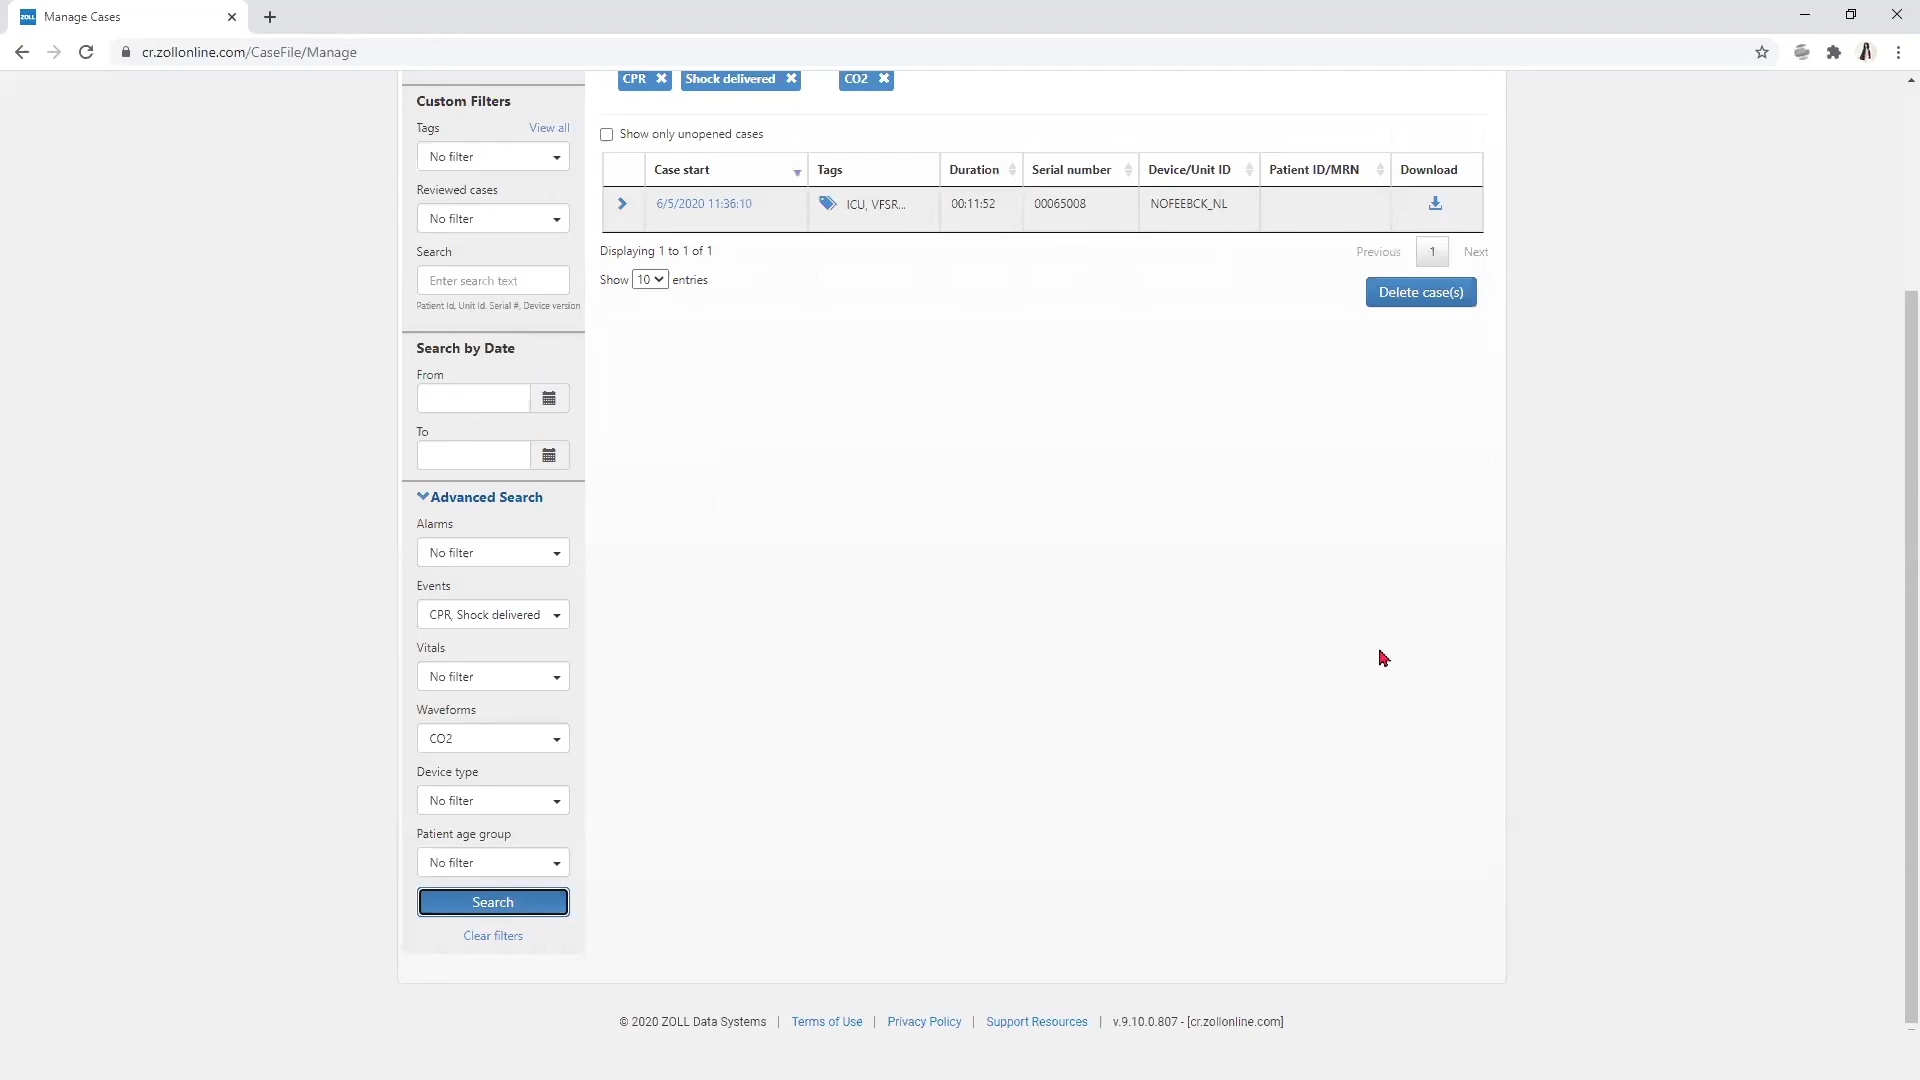 ZOLL
Manage Cases
cr.zollonline.com/CaseFile/Manage
CPR ✖ Shock delivered ✖ CO2 ✖
Custom Filters
Tags View all
No filter
Reviewed cases
No filter
Search
Enter search text
Patient Id, Unit Id, Serial #, Device version
Search by Date
From
To
Advanced Search
Alarms
No filter
Events
CPR, Shock delivered
Vitals
No filter
Waveforms
CO2
Device type
No filter
Patient age group
No filter
Search
Clear filters
Show only unopened cases
Case start Tags Duration Serial number Device/Unit ID Patient ID/MRN Download
6/5/2020 11:36:10 ICU, VFSR... 00:11:52 00065008 NOFEEBCK_NL
Displaying 1 to 1 of 1 Previous 1 Next
Show 10 entries
Delete case(s)
© 2020 ZOLL Data Systems | Terms of Use | Privacy Policy | Support Resources | v.9.10.0.807 - [cr.zollonline.com]